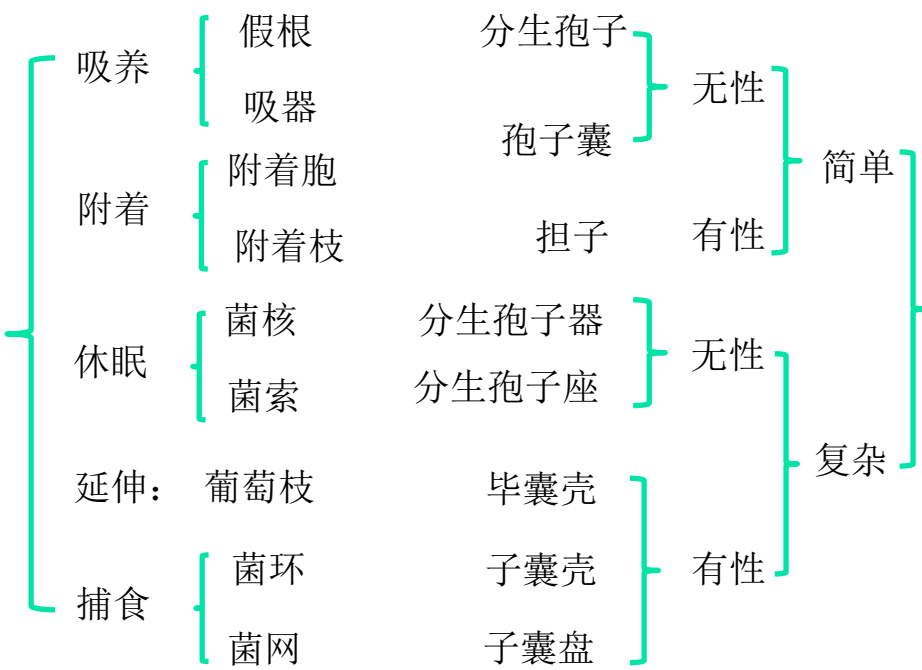 假根 分生孢子
吸养 无性
吸器
孢子囊
附着胞 简单
附着
附着枝 担子 有性
菌核 分生孢子器
休眠 无性
菌索 分生孢子座
复杂
延伸： 葡萄枝 毕囊壳
菌环 子囊壳 有性
捕食
菌网 子囊盘